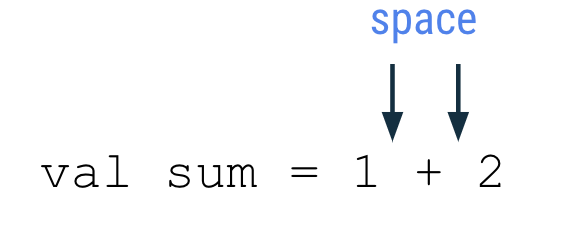 space
val sum = 1 + 2